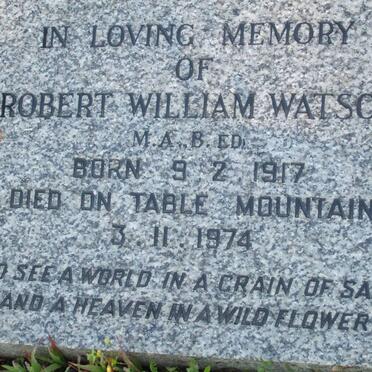 IN LOVING MEMORY
OF
ROBERT WILLIAM WATSO
M.A., B. ED.
BORN 9 2 1917
DIED ON TABLE MOUNTAIN
3. 11. 1974
O SEE A WORLD IN A GRAIN OF SA
AND A HEAVEN IN A WILD FLOWER